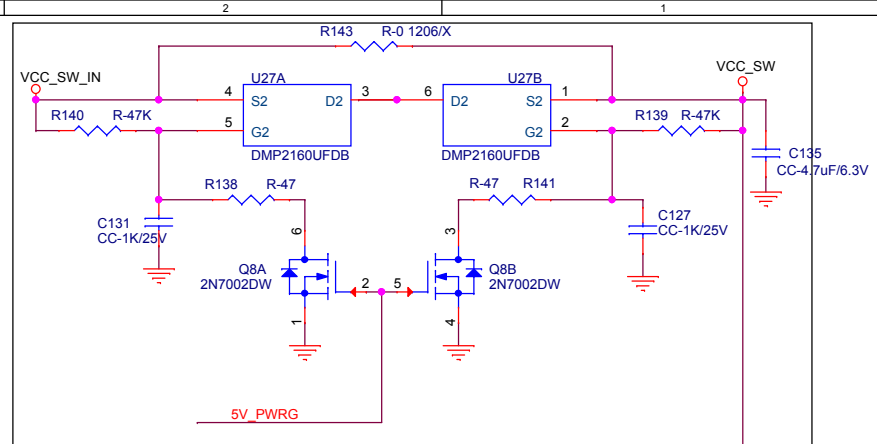 2 1
R143 R-0 1206/X
VCC_SW_IN U27A U27B VCC_SW
4 S2 D2 3 6 D2 S2 1
R140 R-47K 5 G2 G2 2 R139 R-47K
DMP2160UFDB DMP2160UFDB
C135
CC-4.7uF/6.3V
R138 R-47 R-47 R141
C131
CC-1K/25V
C127
CC-1K/25V
6 3
Q8A
2N7002DW
Q8B
2N7002DW
2 5
1 4
5V_PWRG